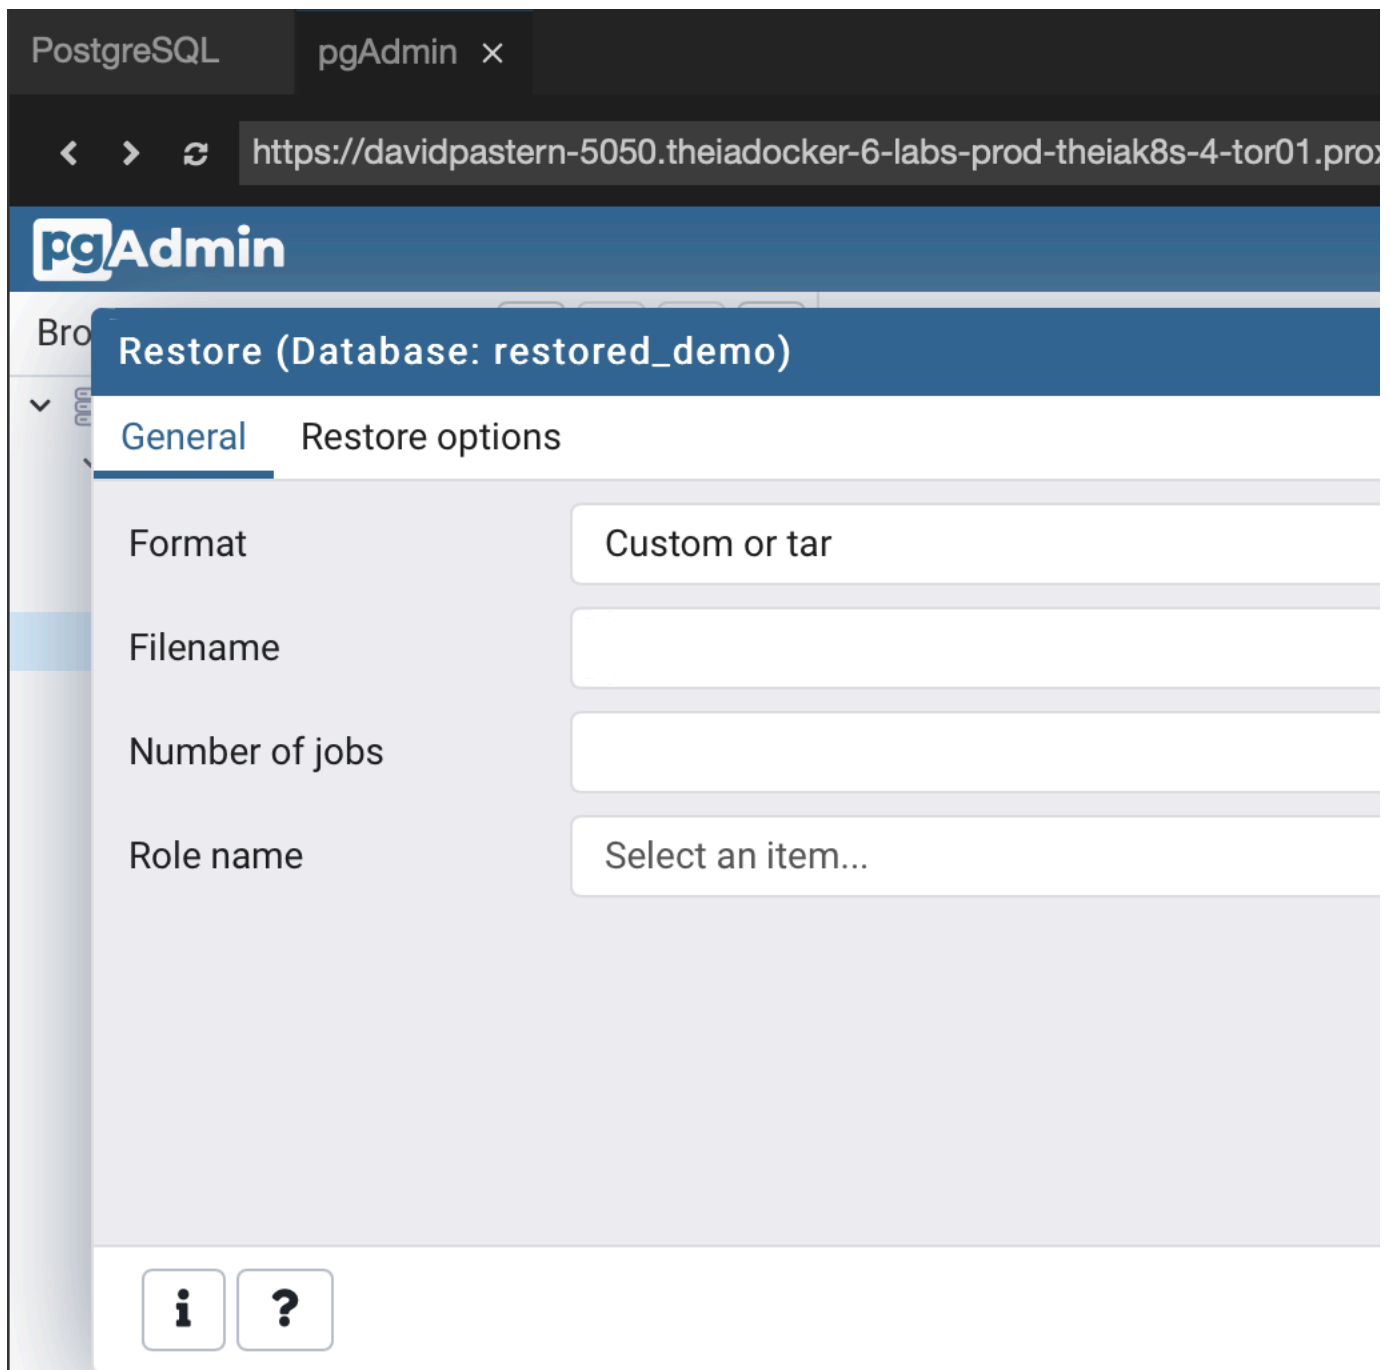 PostgreSQL pgAdmin ×
https://davidpastern-5050.theiadocker-6-labs-prod-theiak8s-4-tor01.prox
pgAdmin
Bro
Restore (Database: restored_demo)
General Restore options
Format Custom or tar
Filename
Number of jobs
Role name Select an item...
i ?